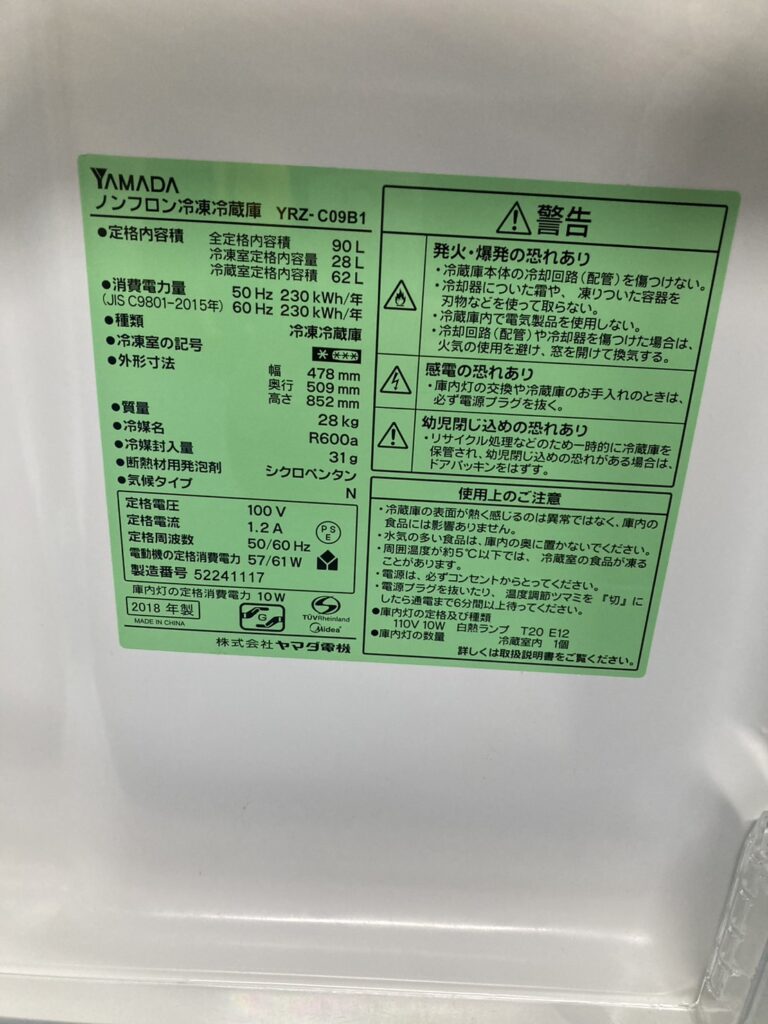 YAMADA
ノンフロン冷凍冷蔵庫 YRZ-C09B1
●定格内容積 全定格内容積 90 L
冷凍室定格内容量 28 L
冷蔵室定格内容積 62 L
●消費電力量 50 Hz 230 kWh/年
(JIS C9801-2015年) 60 Hz 230 kWh/年
●種類 冷凍冷蔵庫
●冷凍室の記号 * ***
●外形寸法 幅 478 mm
奥行 509 mm
高さ 852 mm
●質量 28 kg
●冷媒名 R600a
●冷媒封入量 31 g
●断熱材用発泡剤 シクロペンタン
●気候タイプ N
定格電圧 100 V
定格電流 1.2 A
定格周波数 50/60 Hz
電動機の定格消費電力 57/61 W
製造番号 52241117
PS
E
庫内灯の定格消費電力 10 W
2018 年製
MADE IN CHINA
G
TÜVRheinland
Midea
株式会社 ヤマダ電機
警告
発火・爆発の恐れあり
・冷蔵庫本体の冷却回路(配管)を傷つけない。
・冷却器についた霜や、凍りついた容器を
刃物などを使って取らない。
・冷蔵庫内で電気製品を使用しない。
・冷却回路(配管)や冷却器を傷つけた場合は、
火気の使用を避け、窓を開けて換気する。
感電の恐れあり
・庫内灯の交換や冷蔵庫のお手入れのときは、
必ず電源プラグを抜く。
幼児閉じ込めの恐れあり
・リサイクル処理などのため一時的に冷蔵庫を
保管され、幼児閉じ込めの恐れがある場合は、
ドアパッキンをはずす。
使用上のご注意
・冷蔵庫の表面が熱く感じるのは異常ではなく、庫内の
食品には影響ありません。
・水気の多い食品は、庫内の奥に置かないでください。
・周囲温度が約5℃以下では、冷蔵室の食品が凍る
ことがあります。
・電源は、必ずコンセントからとってください。
・電源プラグを抜いたり、温度調節ツマミを『切』に
したら通電まで6分間以上待ってください。
●庫内灯の定格及び種類
110V 10W 白熱ランプ T20 E12
●庫内灯の数量 冷蔵室内 1個
詳しくは取扱説明書をご覧ください。